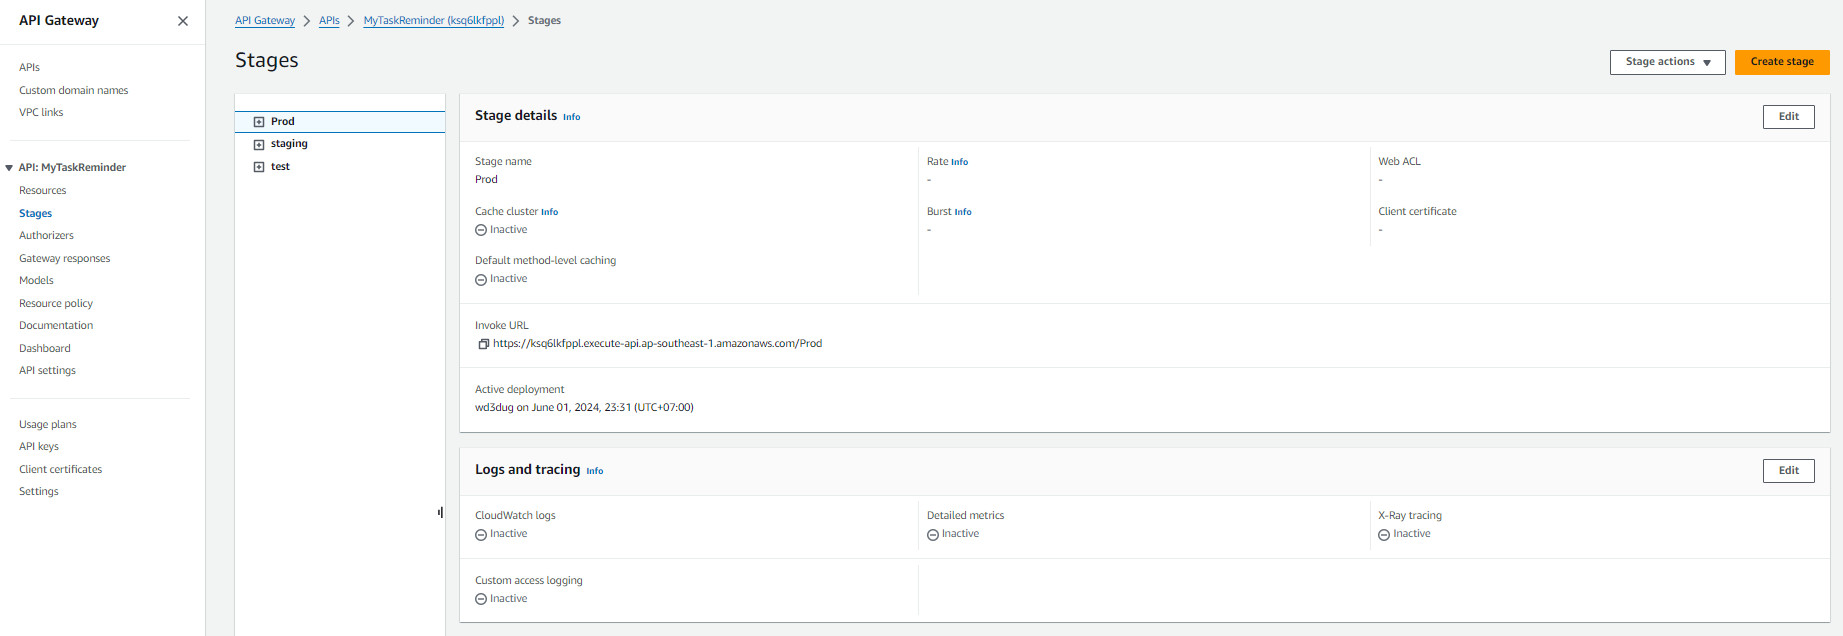 API Gateway
APIs
Custom domain names
VPC links
API: MyTaskReminder
Resources
Stages
Authorizers
Gateway responses
Models
Resource policy
Documentation
Dashboard
API settings
Usage plans
API keys
Client certificates
Settings
API Gateway > APIs > MyTaskReminder (ksq6lkfppl) > Stages
Stages
Stage actions
Create stage
Prod
staging
test
Stage details Info
Edit
Stage name
Prod
Rate Info
-
Web ACL
-
Cache cluster Info
Inactive
Burst Info
-
Client certificate
-
Default method-level caching
Inactive
Invoke URL
https://ksq6lkfppl.execute-api.ap-southeast-1.amazonaws.com/Prod
Active deployment
wd3dug on June 01, 2024, 23:31 (UTC+07:00)
Logs and tracing Info
Edit
CloudWatch logs
Inactive
Detailed metrics
Inactive
X-Ray tracing
Inactive
Custom access logging
Inactive